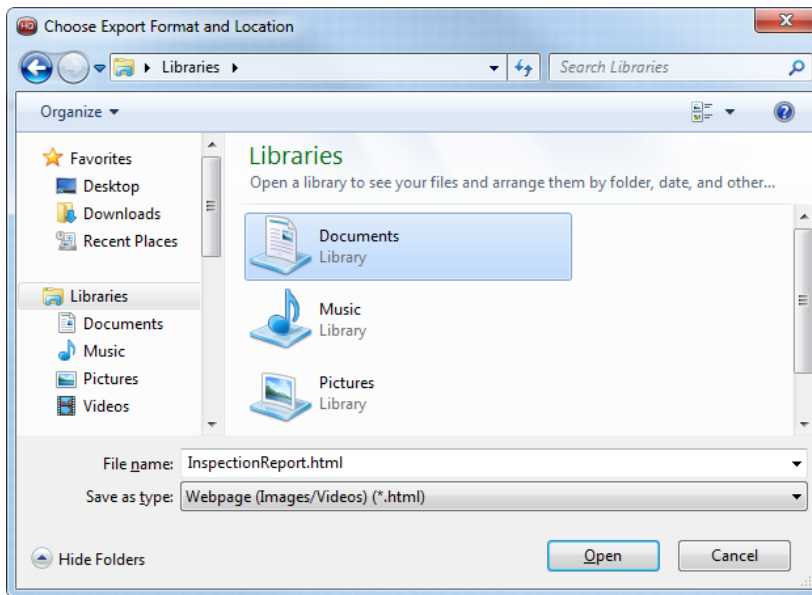 Choose Export Format and Location
Libraries
Search Libraries
Organize
Favorites
Desktop
Downloads
Recent Places
Libraries
Documents
Music
Pictures
Videos
Libraries
Open a library to see your files and arrange them by folder, date, and other...
Documents
Library
Music
Library
Pictures
Library
File name: InspectionReport.html
Save as type: Webpage (Images/Videos) (*.html)
Hide Folders
Open
Cancel